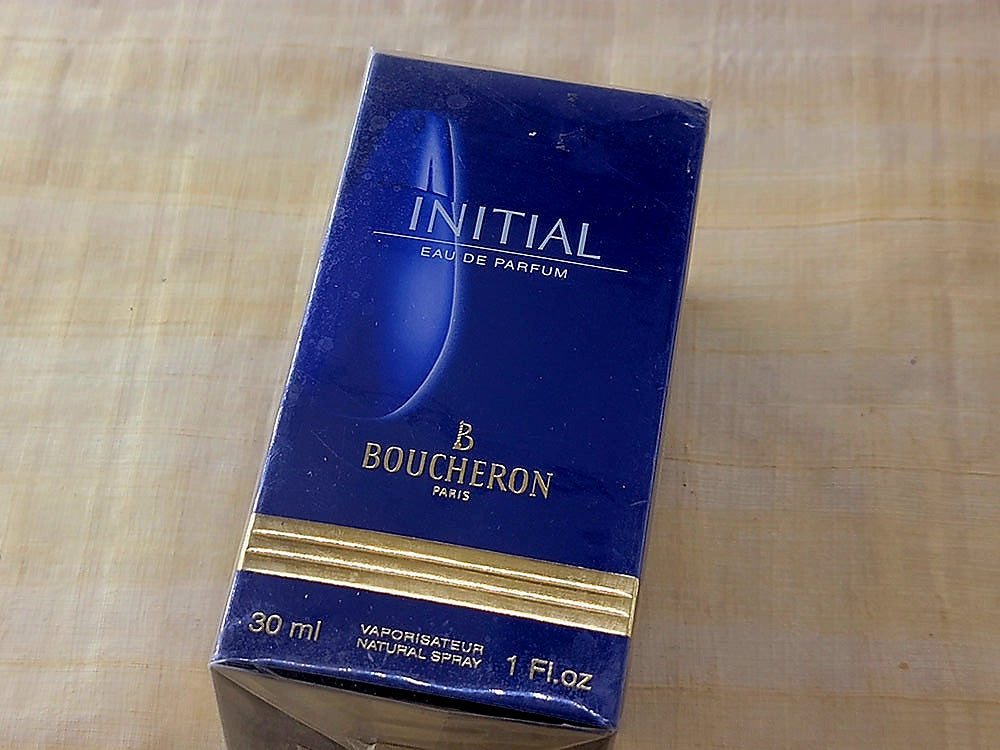 INITIAL
EAU DE PARFUM
B
BOUCHERON
PARIS
30 ml
VAPORISATEUR
NATURAL SPRAY
1 Fl.oz